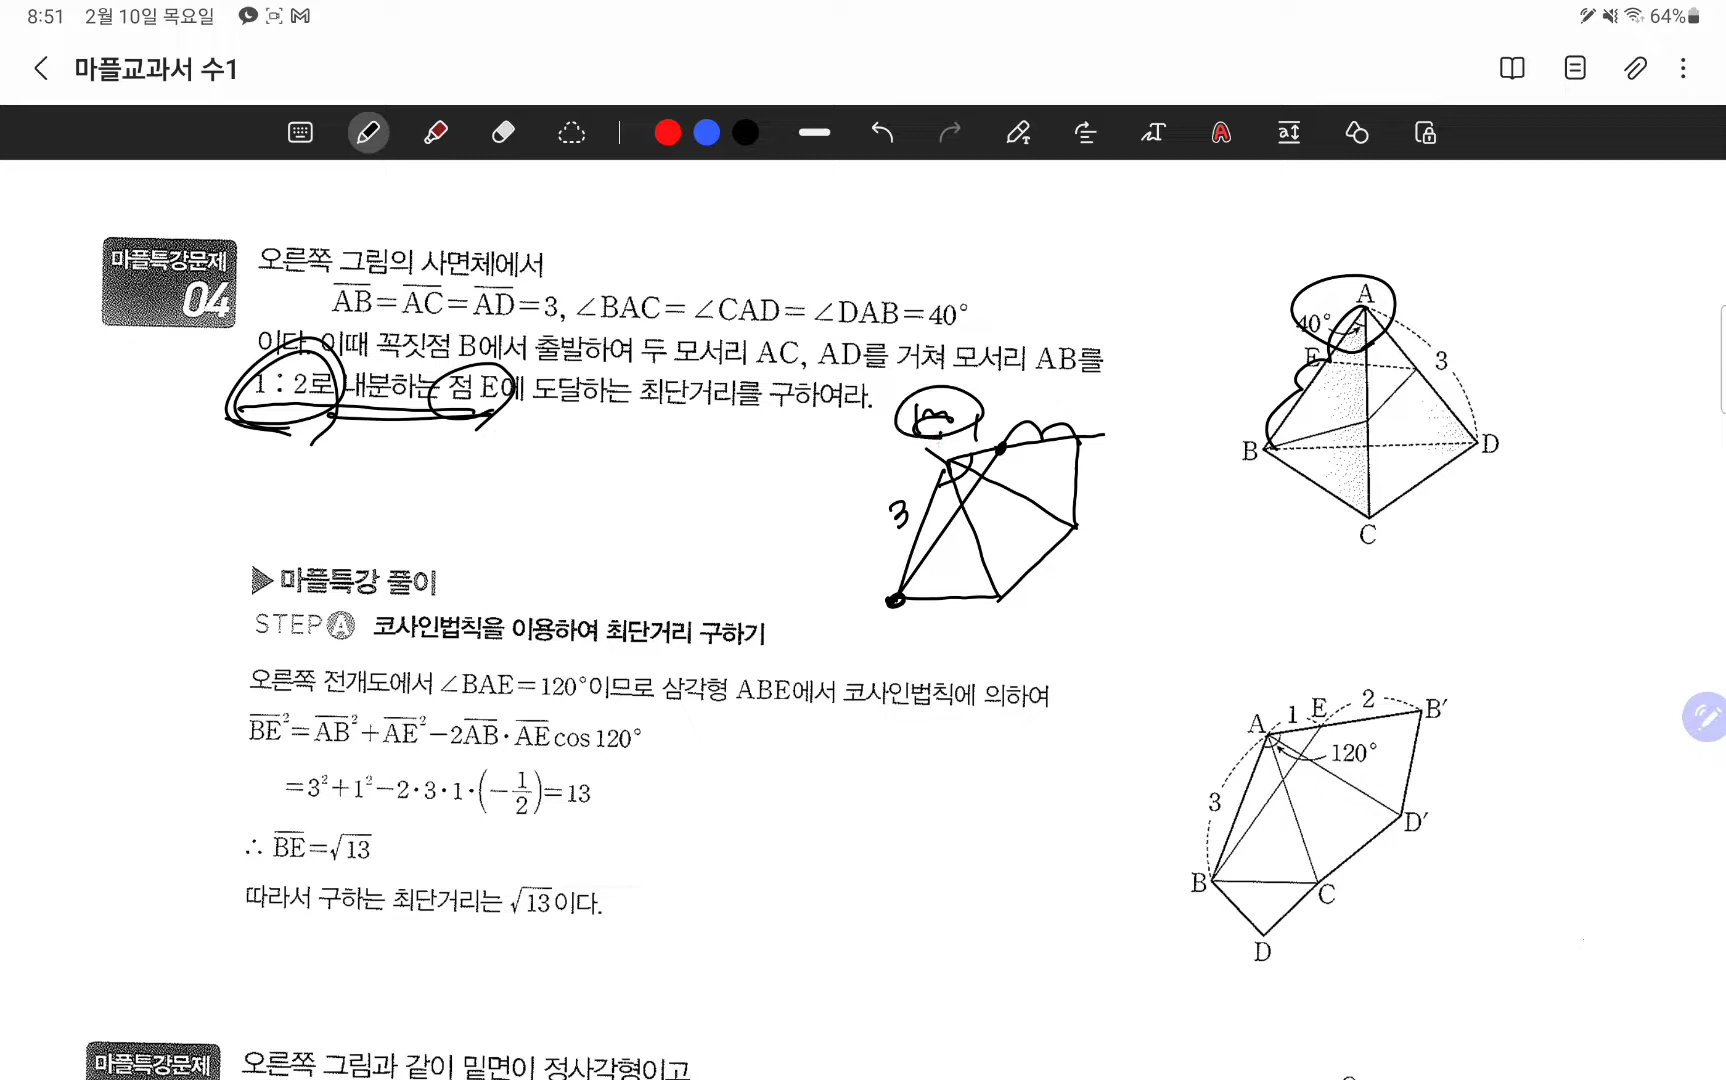 8:51 2월 10일 목요일
64%
마플교과서 수1
마플특강문제
04
오른쪽 그림의 사면체에서
AB=AC=AD=3, ∠BAC=∠CAD=∠DAB=40°
이다. 이때 꼭짓점 B에서 출발하여 두 모서리 AC, AD를 거쳐 모서리 AB를
1 : 2로 내분하는 점 E에 도달하는 최단거리를 구하여라.
A
40°
E
3
B
D
C
3
1
▶ 마플특강 풀이
STEP A 코사인법칙을 이용하여 최단거리 구하기
오른쪽 전개도에서 ∠BAE=120°이므로 삼각형 ABE에서 코사인법칙에 의하여
BE²=AB²+AE²−2AB·AE cos 120°
=3²+1²−2·3·1·(−1/2)=13
∴ BE=√13
따라서 구하는 최단거리는 √13이다.
A 1 E 2 B′
120°
3
D′
B
C
D
마플특강문제
오른쪽 그림과 같이 밑면이 정사각형이고